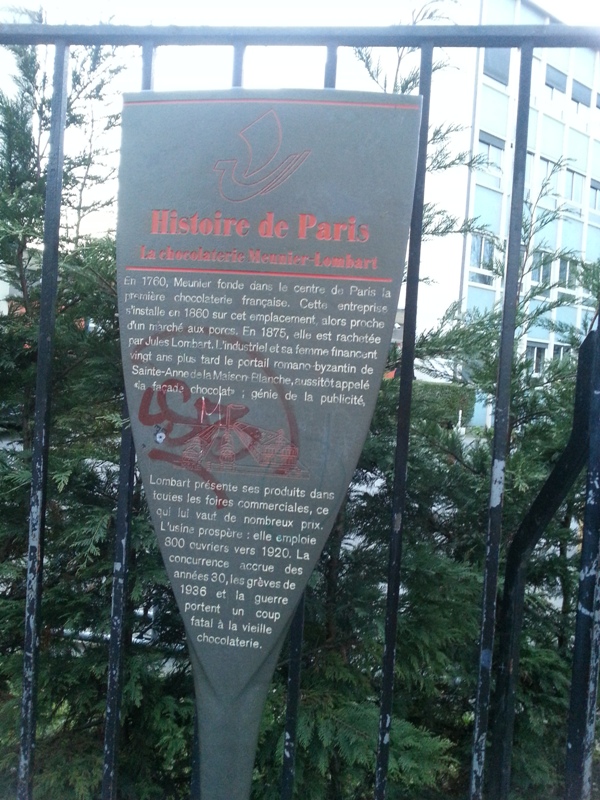 Histoire de Paris
La chocolaterie Meunier-Lombart
En 1760, Meunier fonde dans le centre de Paris la
première chocolaterie française. Cette entreprise
s'installe en 1860 sur cet emplacement, alors proche
d'un marché aux porcs. En 1875, elle est rachetée
par Jules Lombart. L'industriel et sa femme financent
vingt ans plus tard le portail romano-byzantin de
Sainte-Anne de la Maison-Blanche, aussitôt appelé
«la façade chocolat» ; génie de la publicité,
Lombart présente ses produits dans
toutes les foires commerciales, ce
qui lui vaut de nombreux prix.
L'usine prospère : elle emploie
800 ouvriers vers 1920. La
concurrence accrue des
années 30, les grèves de
1936 et la guerre
portent un coup
fatal à la vieille
chocolaterie.